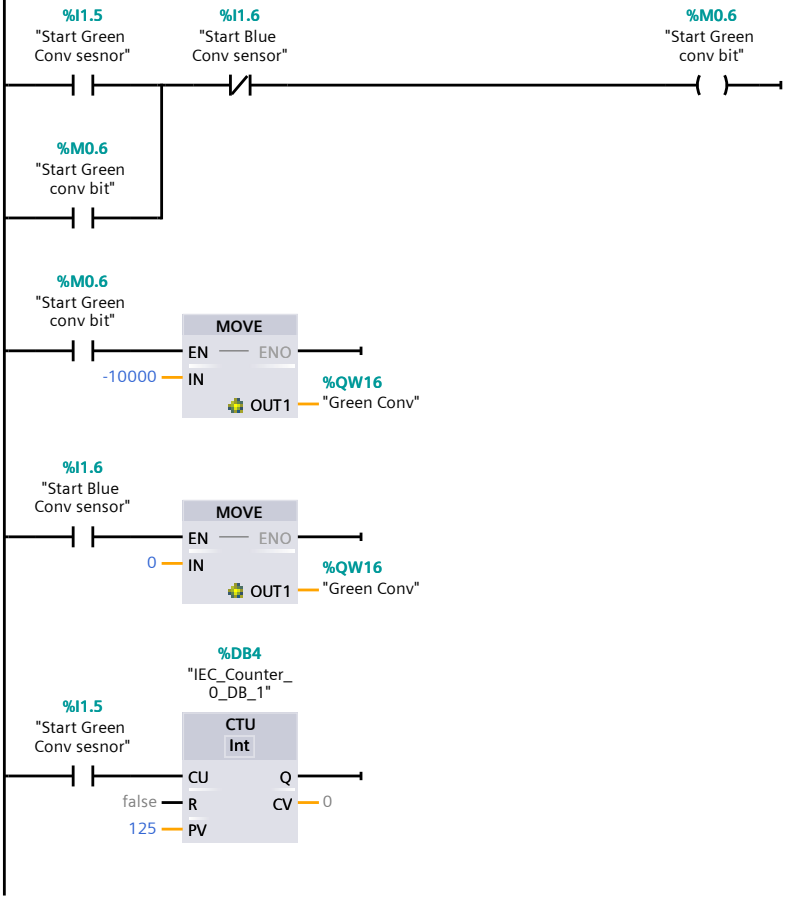 %I1.5
"Start Green
Conv sesnor"
%I1.6
"Start Blue
Conv sensor"
%M0.6
"Start Green
conv bit"
%M0.6
"Start Green
conv bit"
%M0.6
"Start Green
conv bit"
MOVE
EN ENO
-10000 IN
%QW16
OUT1 "Green Conv"
%I1.6
"Start Blue
Conv sensor"
MOVE
EN ENO
0 IN
%QW16
OUT1 "Green Conv"
%DB4
"IEC_Counter_
0_DB_1"
%I1.5
"Start Green
Conv sesnor"
CTU
Int
CU Q
false R CV 0
125 PV